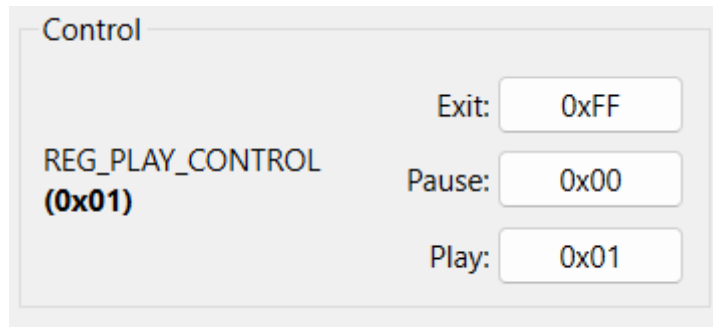 Control
Exit: 0xFF
REG_PLAY_CONTROL
(0x01)
Pause: 0x00
Play: 0x01